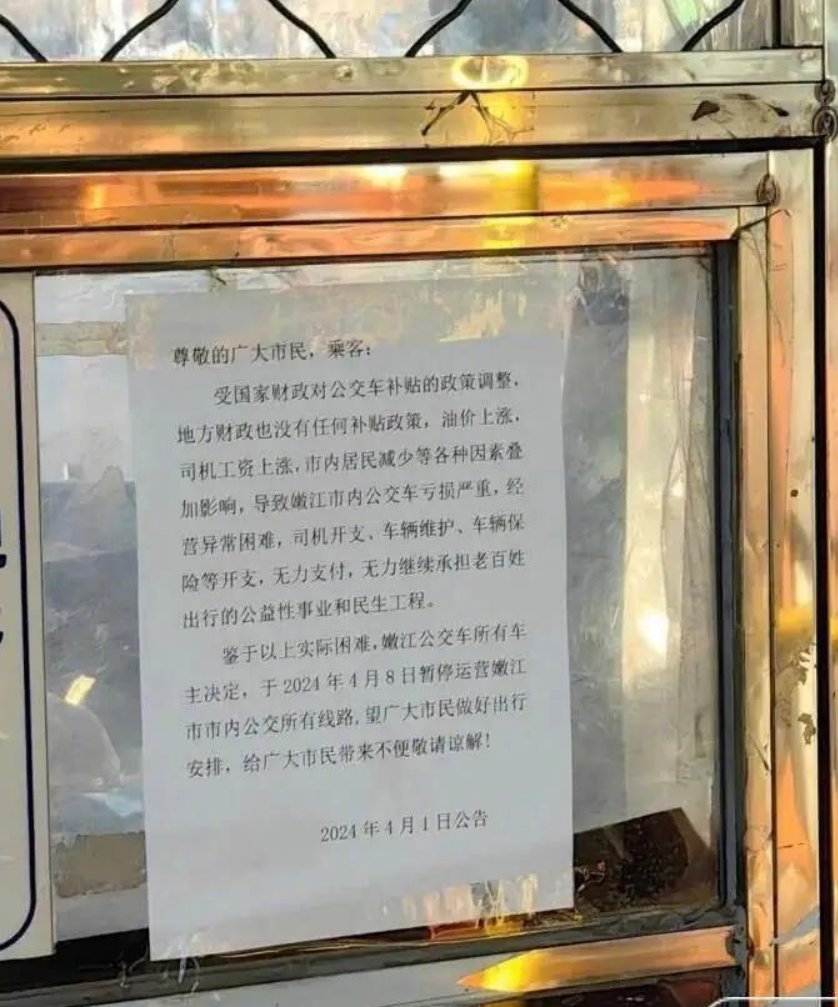 尊敬的广大市民，乘客：
受国家财政对公交车补贴的政策调整，
地方财政也没有任何补贴政策，油价上涨，
司机工资上涨，市内居民减少等各种因素叠
加影响，导致嫩江市内公交车亏损严重，经
营异常困难，司机开支、车辆维护、车辆保
险等开支，无力支付，无力继续承担老百姓
出行的公益性事业和民生工程。
鉴于以上实际困难，嫩江公交车所有车
主决定，于2024年4月8日暂停运营嫩江
市市内公交所有线路,望广大市民做好出行
安排，给广大市民带来不便敬请谅解！
2024年4月1日公告